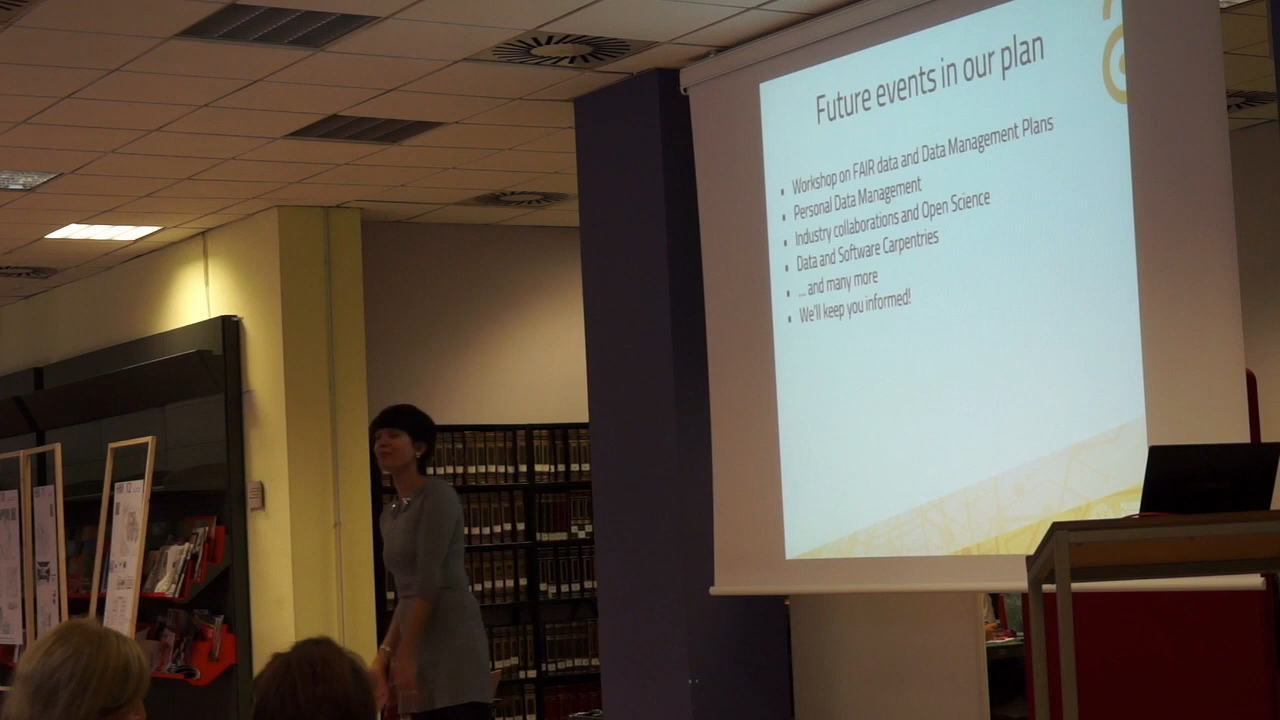 Future events in our plan
Workshop on FAIR data and Data Management Plans
Personal Data Management
Industry collaborations and Open Science
Data and Software Carpentries
... and many more
We'll keep you informed!